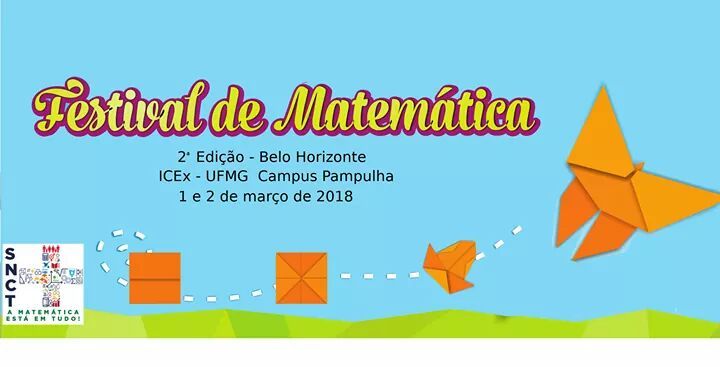 Festival de Matemática
2ª Edição - Belo Horizonte
ICEx - UFMG Campus Pampulha
1 e 2 de março de 2018
SNCT
A MATEMÁTICA
ESTÁ EM TUDO!